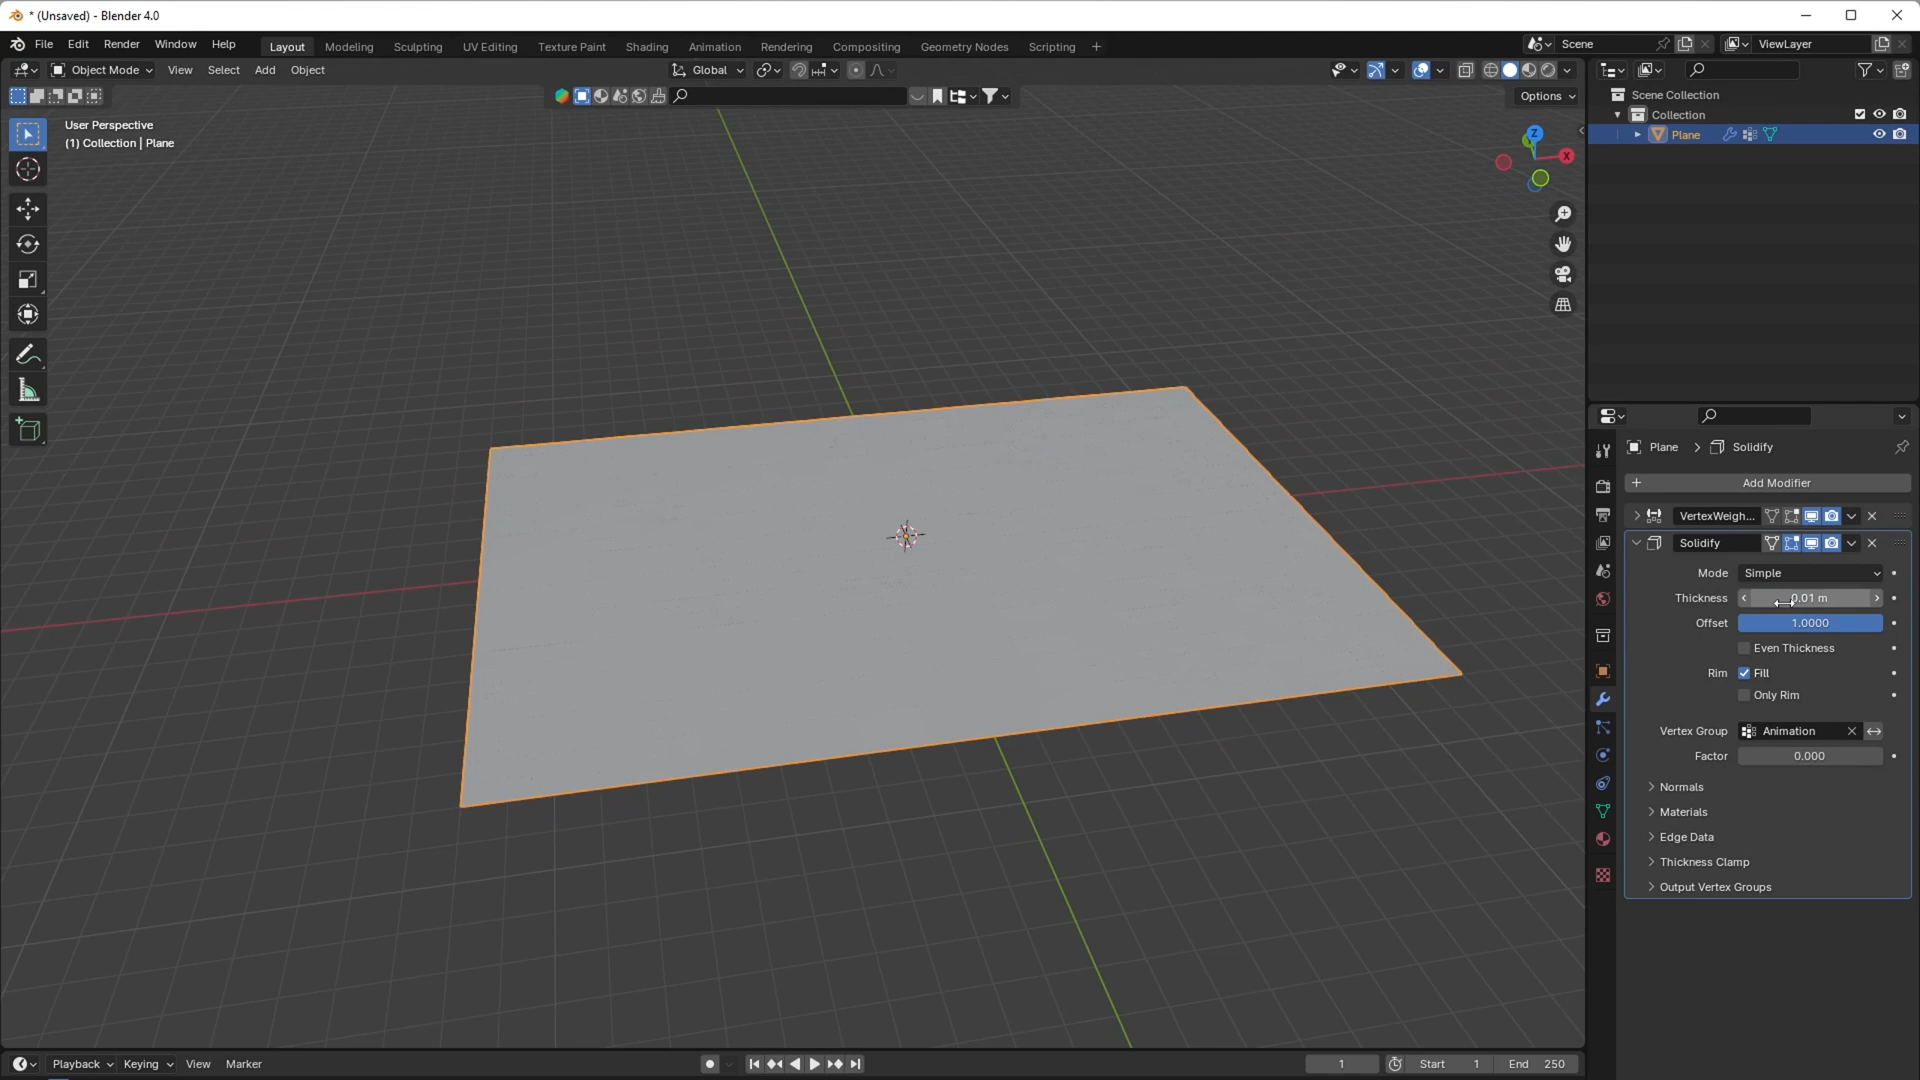 * (Unsaved) - Blender 4.0
File Edit Render Window Help
Layout Modeling Sculpting UV Editing Texture Paint Shading Animation Rendering Compositing Geometry Nodes Scripting +
Scene
ViewLayer
Object Mode View Select Add Object
Global
Options
User Perspective
(1) Collection | Plane
Z
X
Scene Collection
Collection
Plane
Plane > Solidify
+ Add Modifier
VertexWeigh...
Solidify
Mode Simple
Thickness 0.01 m
Offset 1.0000
Even Thickness
Rim Fill
Only Rim
Vertex Group Animation
Factor 0.000
Normals
Materials
Edge Data
Thickness Clamp
Output Vertex Groups
Playback Keying View Marker
1
Start 1
End 250